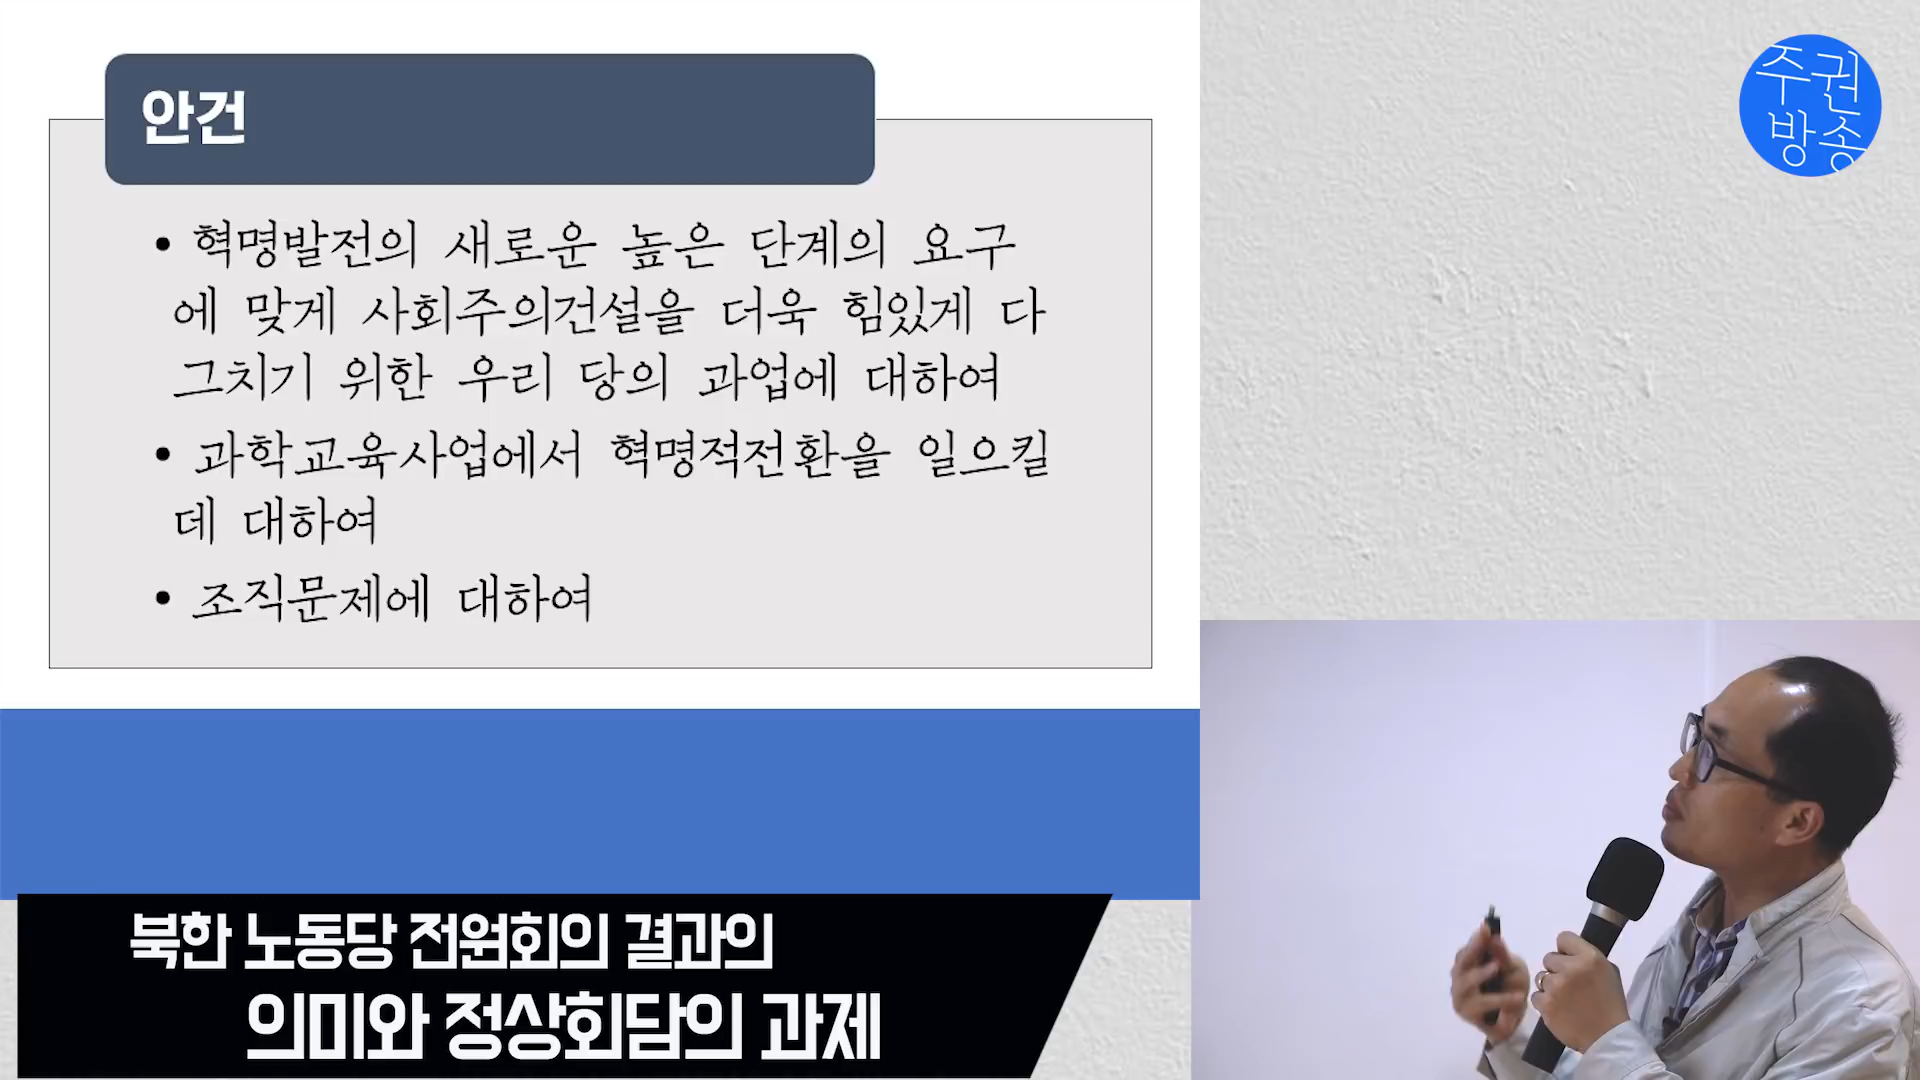 안건
• 혁명발전의 새로운 높은 단계의 요구
에 맞게 사회주의건설을 더욱 힘있게 다
그치기 위한 우리 당의 과업에 대하여
• 과학교육사업에서 혁명적전환을 일으킬
데 대하여
• 조직문제에 대하여
주권
방송
북한 노동당 전원회의 결과의
의미와 정상회담의 과제